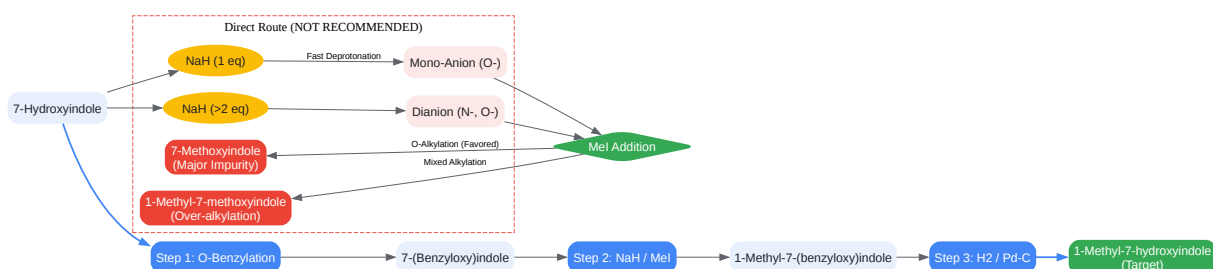 Direct Route (NOT RECOMMENDED)
7-Hydroxyindole
NaH (1 eq)
Fast Deprotonation
Mono-Anion (O-)
NaH (>2 eq)
Dianion (N-, O-)
MeI Addition
O-Alkylation (Favored)
7-Methoxyindole
(Major Impurity)
Mixed Alkylation
1-Methyl-7-methoxyindole
(Over-alkylation)
Step 1: O-Benzylation
7-(Benzyloxy)indole
Step 2: NaH / MeI
1-Methyl-7-(benzyloxy)indole
Step 3: H2 / Pd-C
1-Methyl-7-hydroxyindole
(Target)